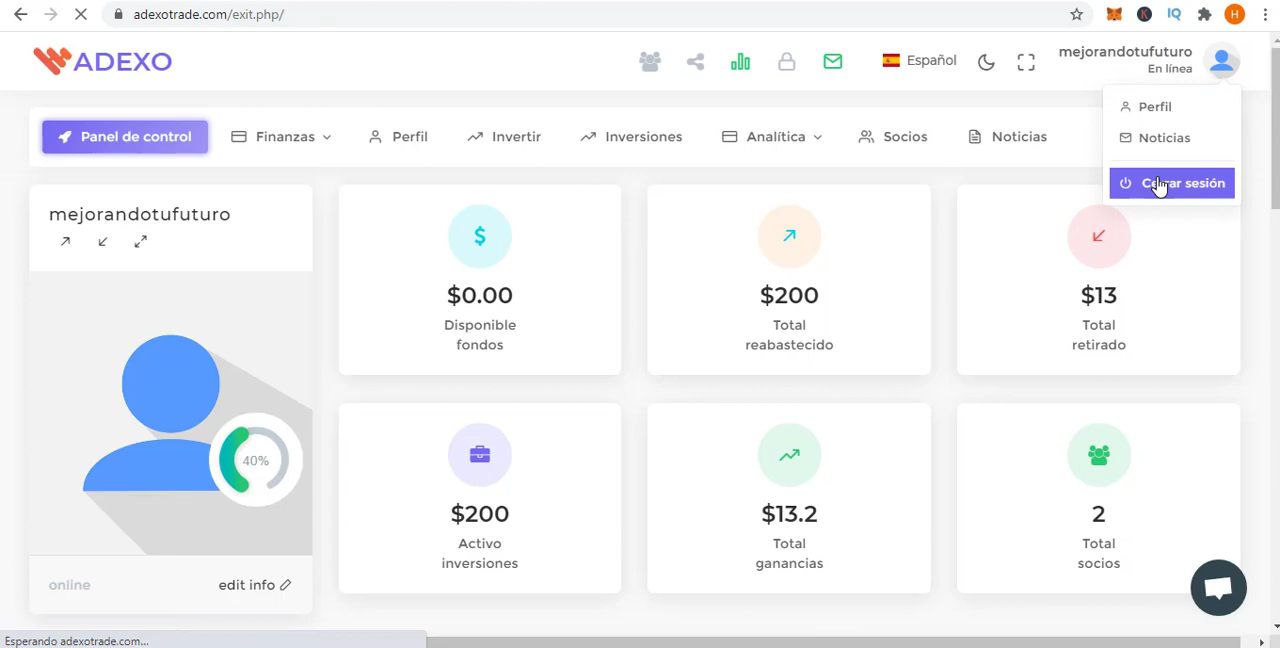 adexotrade.com/exit.php/
K
IQ
H
ADEXO
Español
mejorandotufuturo
En línea
Perfil
Noticias
Cerrar sesión
Panel de control
Finanzas
Perfil
Invertir
Inversiones
Analítica
Socios
Noticias
mejorandotufuturo
40%
online
edit info
$
$0.00
Disponible
fondos
$200
Total
reabastecido
$13
Total
retirado
$200
Activo
inversiones
$13.2
Total
ganancias
2
Total
socios
Esperando adexotrade.com...